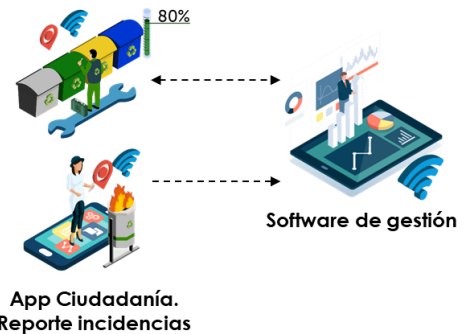 80%
Software de gestión
App Ciudadanía.
Reporte incidencias